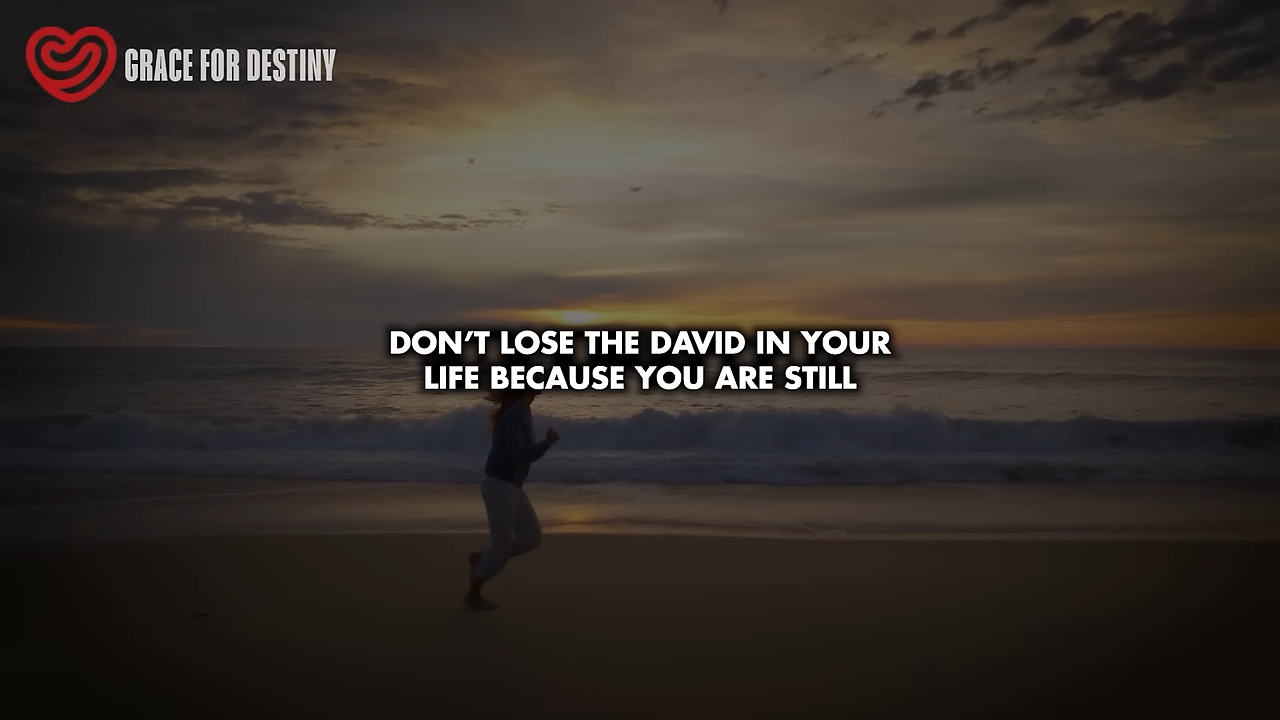 GRACE FOR DESTINY
DON'T LOSE THE DAVID IN YOUR
LIFE BECAUSE YOU ARE STILL